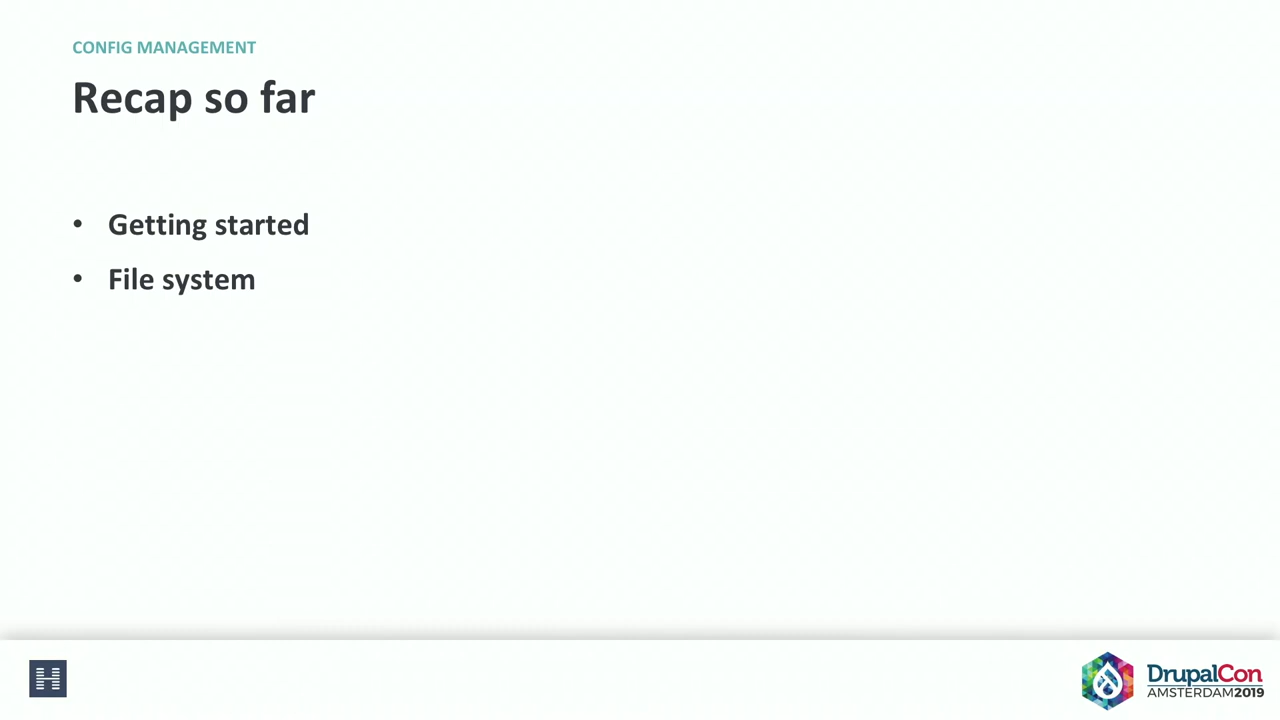 CONFIG MANAGEMENT
Recap so far
• Getting started
• File system
H
DrupalCon
AMSTERDAM2019